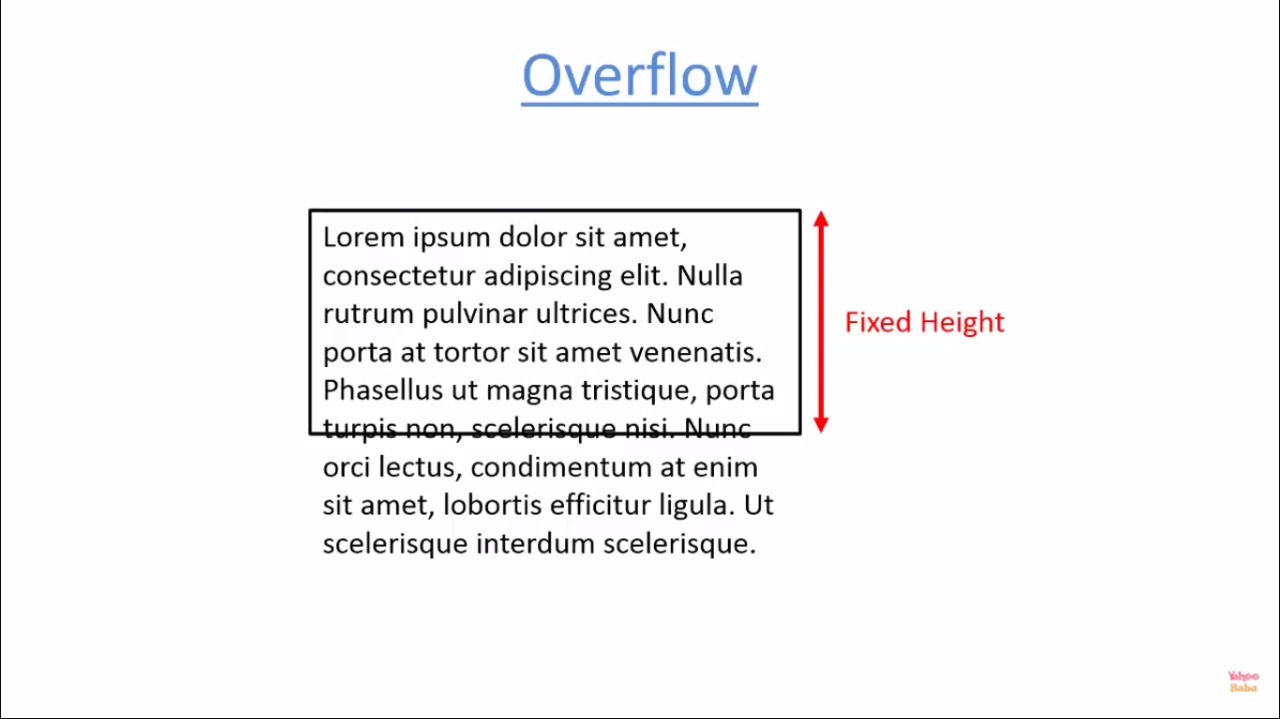 Overflow
Lorem ipsum dolor sit amet,
consectetur adipiscing elit. Nulla
rutrum pulvinar ultrices. Nunc
porta at tortor sit amet venenatis.
Phasellus ut magna tristique, porta
turpis non, scelerisque nisi. Nunc
orci lectus, condimentum at enim
sit amet, lobortis efficitur ligula. Ut
scelerisque interdum scelerisque.
Fixed Height
Yahoo
Baba